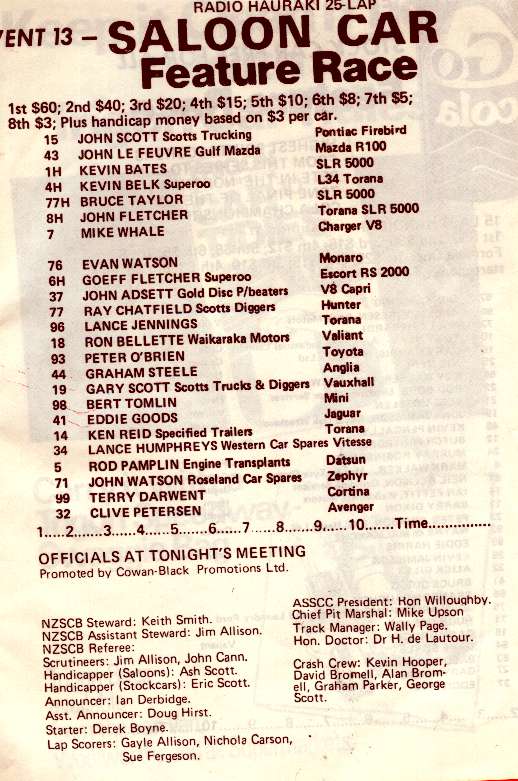 RADIO HAURAKI 25-LAP
VENT 13 – SALOON CAR
Feature Race
1st $60; 2nd $40; 3rd $20; 4th $15; 5th $10; 6th $8; 7th $5;
8th $3; Plus handicap money based on $3 per car.
15 JOHN SCOTT Scotts Trucking Pontiac Firebird
43 JOHN LE FEUVRE Gulf Mazda Mazda R100
1H KEVIN BATES SLR 5000
4H KEVIN BELK Superoo L34 Torana
77H BRUCE TAYLOR SLR 5000
8H JOHN FLETCHER Torana SLR 5000
7 MIKE WHALE Charger V8
76 EVAN WATSON Monaro
6H GOEFF FLETCHER Superoo Escort RS 2000
37 JOHN ADSETT Gold Disc P/beaters V8 Capri
77 RAY CHATFIELD Scotts Diggers Hunter
96 LANCE JENNINGS Torana
18 RON BELLETTE Waikaraka Motors Valiant
93 PETER O'BRIEN Toyota
44 GRAHAM STEELE Anglia
19 GARY SCOTT Scotts Trucks & Diggers Vauxhall
98 BERT TOMLIN Mini
41 EDDIE GOODS Jaguar
14 KEN REID Specified Trailers Torana
34 LANCE HUMPHREYS Western Car Spares Vitesse
5 ROD PAMPLIN Engine Transplants Datsun
71 JOHN WATSON Roseland Car Spares Zephyr
99 TERRY DARWENT Cortina
32 CLIVE PETERSEN Avenger
1.....2.......3.....4.....5......6......7.....8......9.....10.......Time...............
OFFICIALS AT TONIGHT'S MEETING
Promoted by Cowan-Black Promotions Ltd.
NZSCB Steward: Keith Smith.
NZSCB Assistant Steward: Jim Allison.
NZSCB Referee:
Scrutineers: Jim Allison, John Cann.
Handicapper (Saloons): Ash Scott.
Handicapper (Stockcars): Eric Scott.
Announcer: Ian Derbidge.
Asst. Announcer: Doug Hirst.
Starter: Derek Boyne.
Lap Scorers: Gayle Allison, Nichola Carson,
Sue Fergeson.
ASSCC President: Ron Willoughby.
Chief Pit Marshal: Mike Upson
Track Manager: Wally Page.
Hon. Doctor: Dr H. de Lautour.
Crash Crew: Kevin Hooper,
David Bromell, Alan Brom-
ell, Graham Parker, George
Scott.